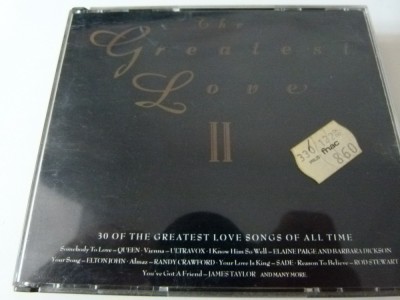 The
Greatest
Love
II
330 1220
fnac
860
30 OF THE GREATEST LOVE SONGS OF ALL TIME
Somebody To Love – QUEEN · Vienna – ULTRAVOX · I Know Him So Well – ELAINE PAIGE AND BARBARA DICKSON
Your Song – ELTON JOHN · Almaz – RANDY CRAWFORD · Your Love Is King – SADE · Reason To Believe – ROD STEWART
You've Got A Friend – JAMES TAYLOR AND MANY MORE